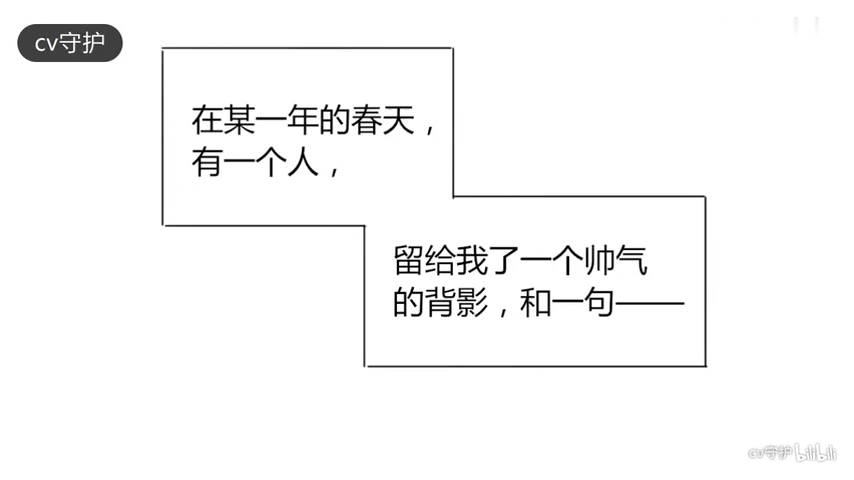 cv守护
在某一年的春天，
有一个人，
留给我了一个帅气
的背影，和一句——
cv守护 bilibili